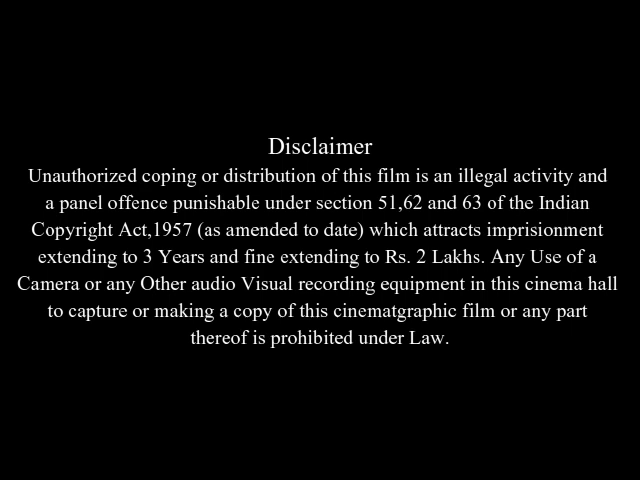 Disclaimer
Unauthorized coping or distribution of this film is an illegal activity and
a panel offence punishable under section 51,62 and 63 of the Indian
Copyright Act,1957 (as amended to date) which attracts imprisionment
extending to 3 Years and fine extending to Rs. 2 Lakhs. Any Use of a
Camera or any Other audio Visual recording equipment in this cinema hall
to capture or making a copy of this cinematgraphic film or any part
thereof is prohibited under Law.